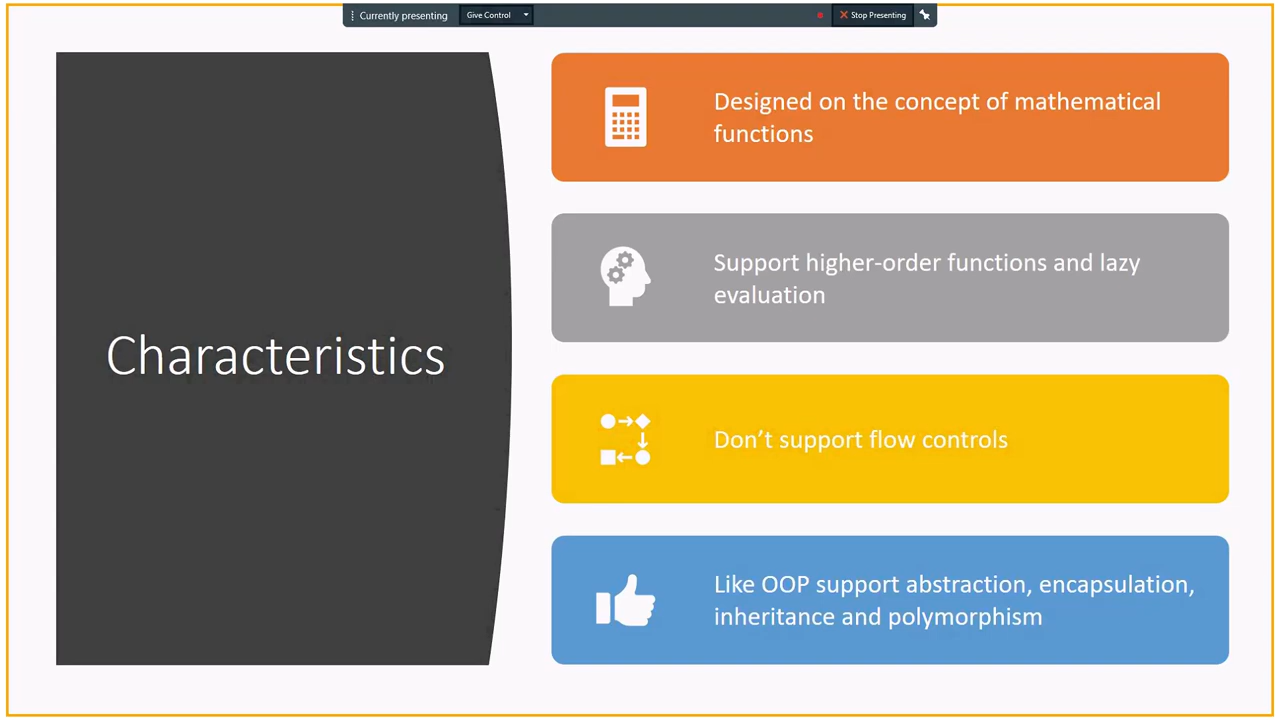 Currently presenting
Give Control
Stop Presenting
Characteristics
Designed on the concept of mathematical
functions
Support higher-order functions and lazy
evaluation
Don’t support flow controls
Like OOP support abstraction, encapsulation,
inheritance and polymorphism